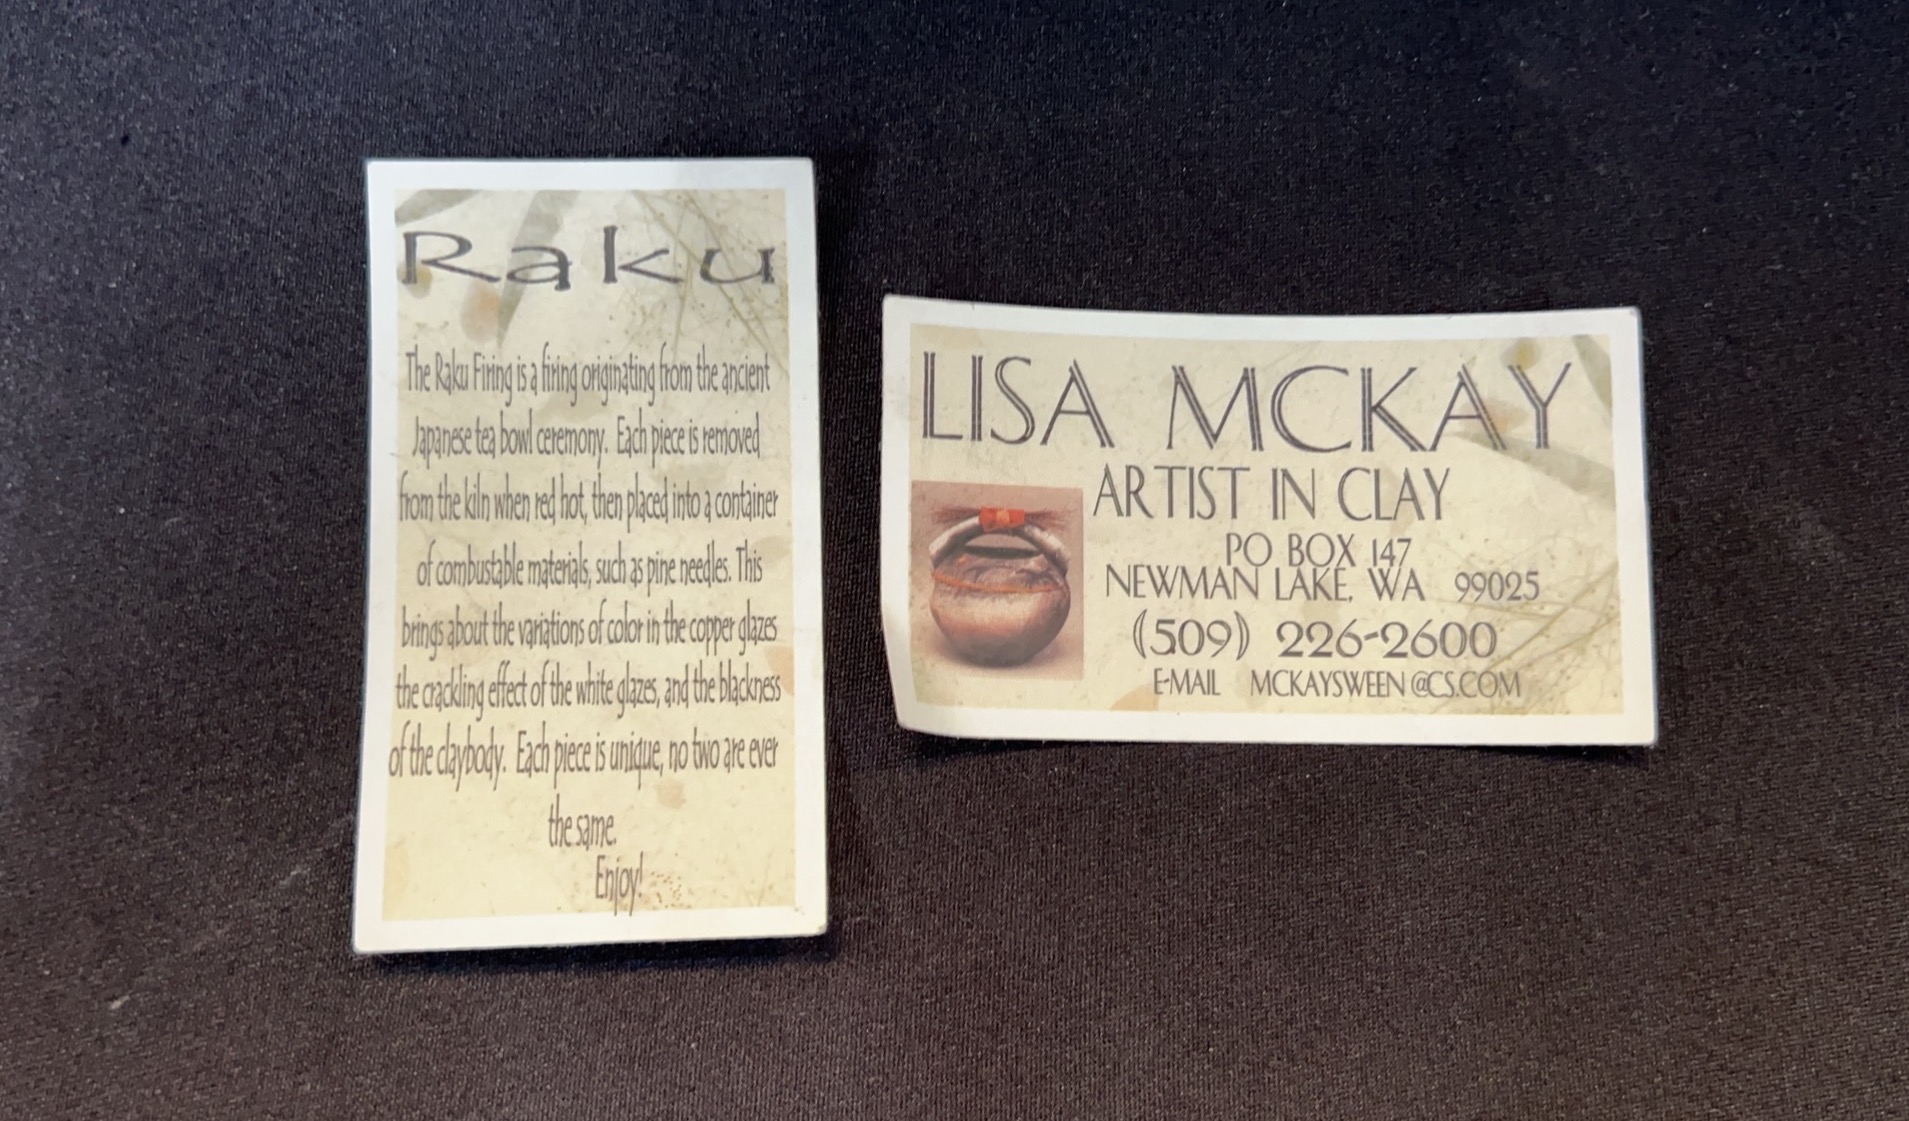 Raku
The Raku Firing is a firing originating from the ancient
Japanese tea bowl ceremony. Each piece is removed
from the kiln when red hot, then placed into a container
of combustable materials, such as pine needles. This
brings about the variations of color in the copper glazes
the crackling effect of the white glazes, and the blackness
of the claybody. Each piece is unique, no two are ever
the same.
Enjoy!
LISA MCKAY
ARTIST IN CLAY
PO BOX 147
NEWMAN LAKE, WA 99025
(509) 226-2600
E-MAIL MCKAYSWEEN@CS.COM